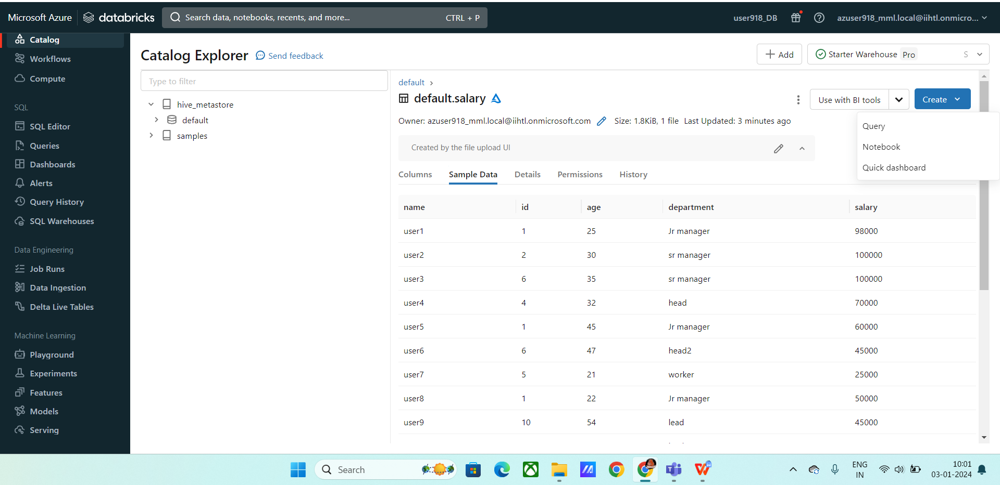 Microsoft Azure databricks Search data, notebooks, recents, and more... CTRL + P user918_DB azuser918_mml.local@iihtl.onmicro...
Catalog
Workflows
Compute
SQL
SQL Editor
Queries
Dashboards
Alerts
Query History
SQL Warehouses
Data Engineering
Job Runs
Data Ingestion
Delta Live Tables
Machine Learning
Playground
Experiments
Features
Models
Serving
Catalog Explorer Send feedback
Add Starter Warehouse Pro S
Type to filter
hive_metastore
default
samples
default
default.salary
Use with BI tools Create
Query
Notebook
Quick dashboard
Owner: azuser918_mml.local@iihtl.onmicrosoft.com Size: 1.8KiB, 1 file Last Updated: 3 minutes ago
Created by the file upload UI
Columns Sample Data Details Permissions History
name id age department salary
user1 1 25 Jr manager 98000
user2 2 30 sr manager 100000
user3 6 35 sr manager 100000
user4 4 32 head 70000
user5 1 45 Jr manager 60000
user6 6 47 head2 45000
user7 5 21 worker 25000
user8 1 22 Jr manager 50000
user9 10 54 lead 45000
Search
ENG
IN
10:01
03-01-2024